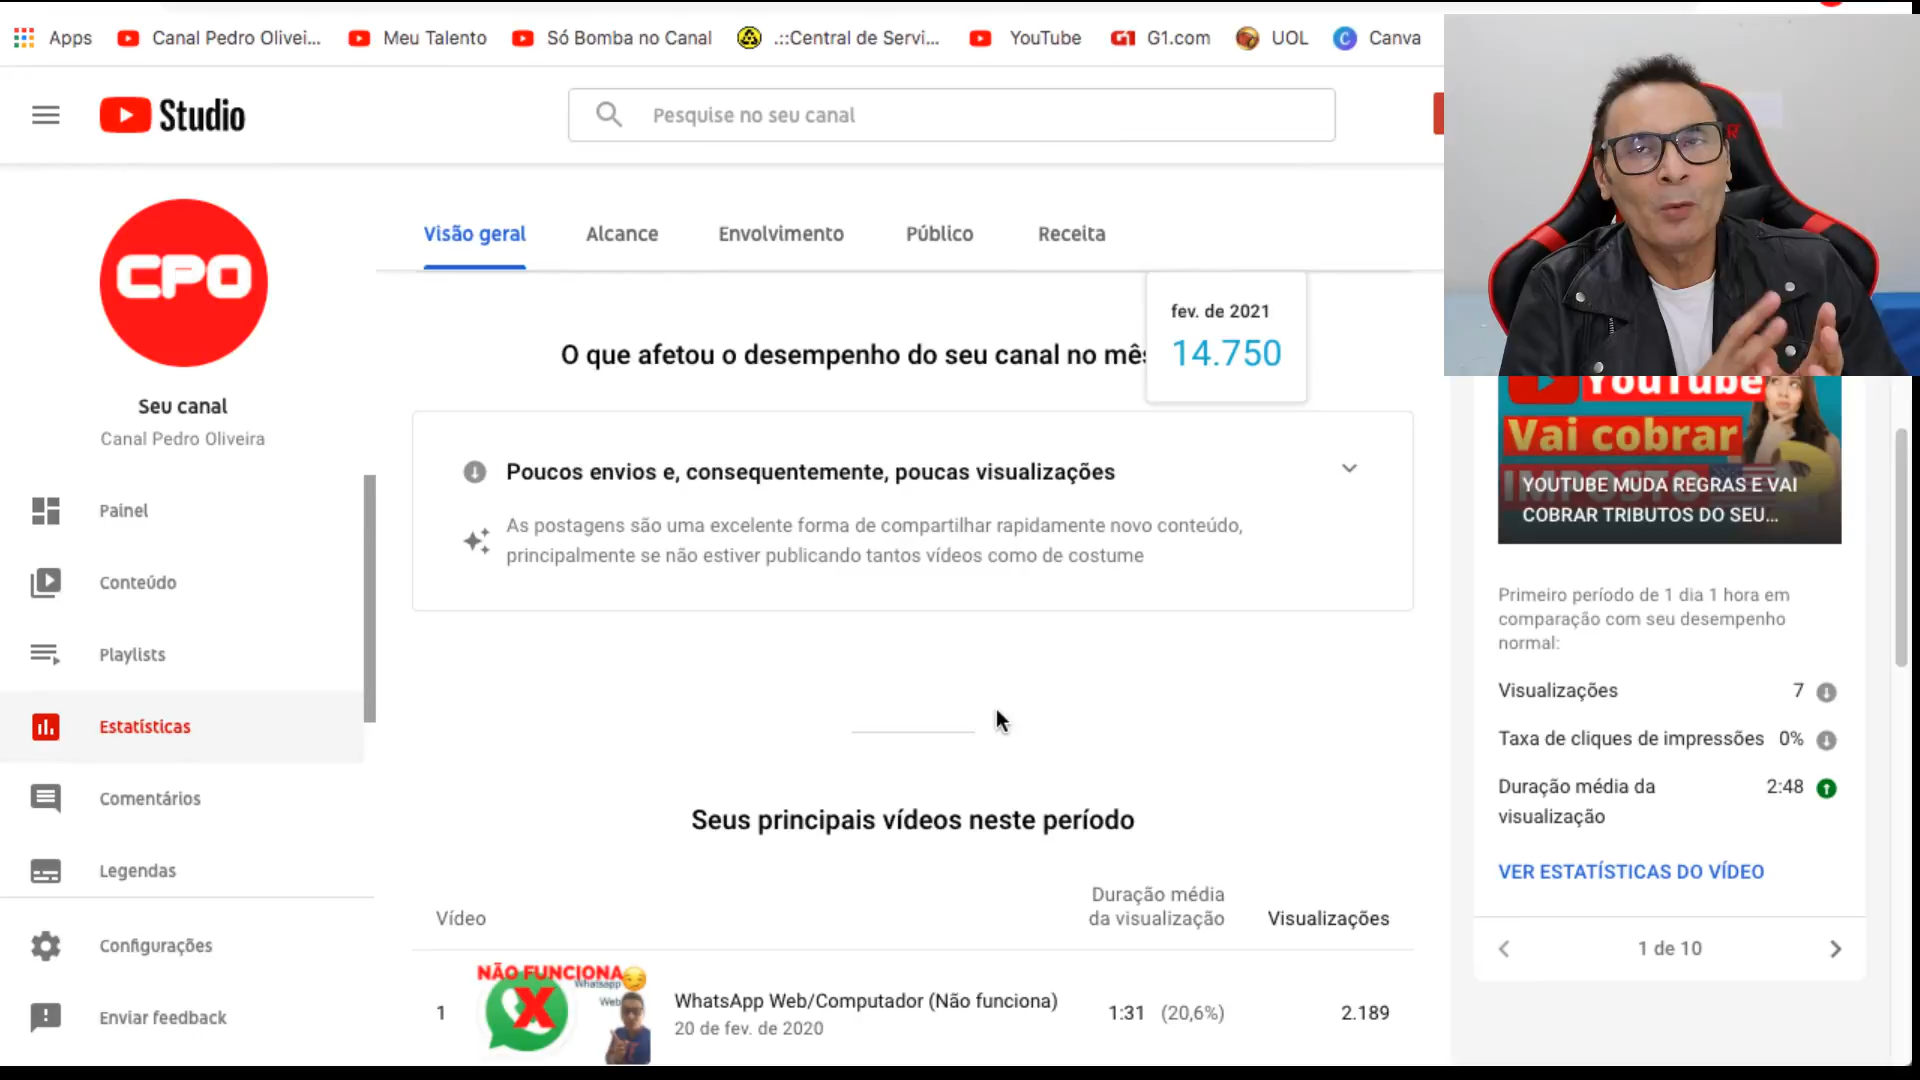 Apps
Canal Pedro Olivei...
Meu Talento
Só Bomba no Canal
.::Central de Servi...
YouTube
G1
G1.com
UOL
C
Canva
Studio
Pesquise no seu canal
CPO
Seu canal
Canal Pedro Oliveira
Painel
Conteúdo
Playlists
Estatísticas
Comentários
Legendas
Configurações
Enviar feedback
Visão geral
Alcance
Envolvimento
Público
Receita
fev. de 2021
14.750
O que afetou o desempenho do seu canal no mês
Poucos envios e, consequentemente, poucas visualizações
As postagens são uma excelente forma de compartilhar rapidamente novo conteúdo,
principalmente se não estiver publicando tantos vídeos como de costume
Seus principais vídeos neste período
Vídeo
Duração média
da visualização
Visualizações
1
NÃO FUNCIONA
Whatsapp
Web
X
WhatsApp Web/Computador (Não funciona)
20 de fev. de 2020
1:31 (20,6%)
2.189
YouTube
Vai cobrar
IMPOSTO
YOUTUBE MUDA REGRAS E VAI
COBRAR TRIBUTOS DO SEU...
Primeiro período de 1 dia 1 hora em
comparação com seu desempenho
normal:
Visualizações 7
Taxa de cliques de impressões 0%
Duração média da
visualização
2:48
VER ESTATÍSTICAS DO VÍDEO
1 de 10